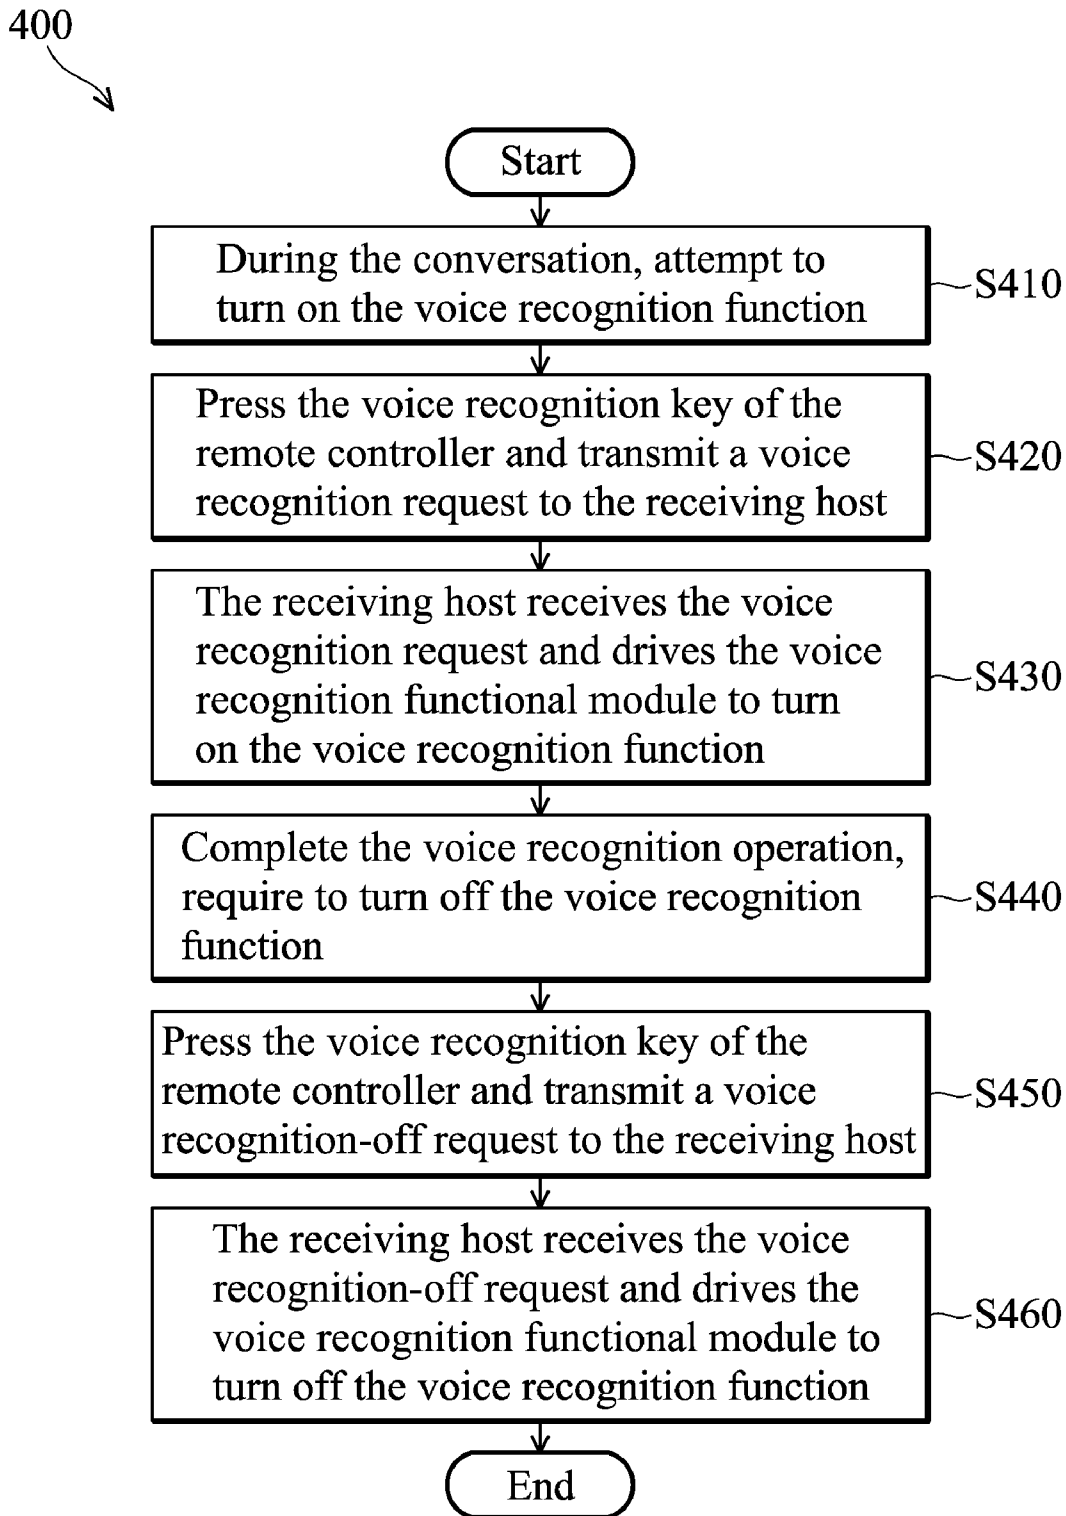 400
Start
During the conversation, attempt to
turn on the voice recognition function
S410
Press the voice recognition key of the
remote controller and transmit a voice
recognition request to the receiving host
S420
The receiving host receives the voice
recognition request and drives the voice
recognition functional module to turn
on the voice recognition function
S430
Complete the voice recognition operation,
require to turn off the voice recognition
function
S440
Press the voice recognition key of the
remote controller and transmit a voice
recognition-off request to the receiving host
S450
The receiving host receives the voice
recognition-off request and drives the
voice recognition functional module to
turn off the voice recognition function
S460
End